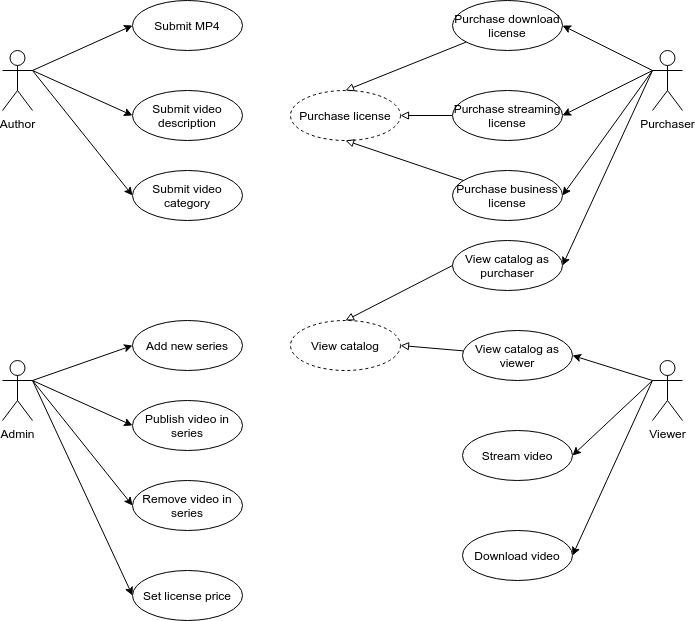 Submit MP4
Purchase download
license
Author
Submit video
description
Purchase license
Purchase streaming
license
Purchaser
Submit video
category
Purchase business
license
View catalog as
purchaser
Add new series
View catalog
View catalog as
viewer
Admin
Publish video in
series
Viewer
Stream video
Remove video in
series
Download video
Set license price